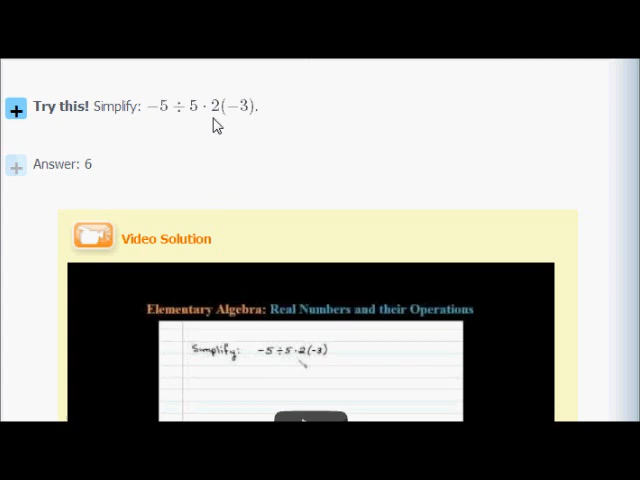 Try this! Simplify: −5 ÷ 5 · 2(−3).
Answer: 6
Video Solution
Elementary Algebra: Real Numbers and their Operations
Simplify: -5 ÷ 5 · 2 (-3)